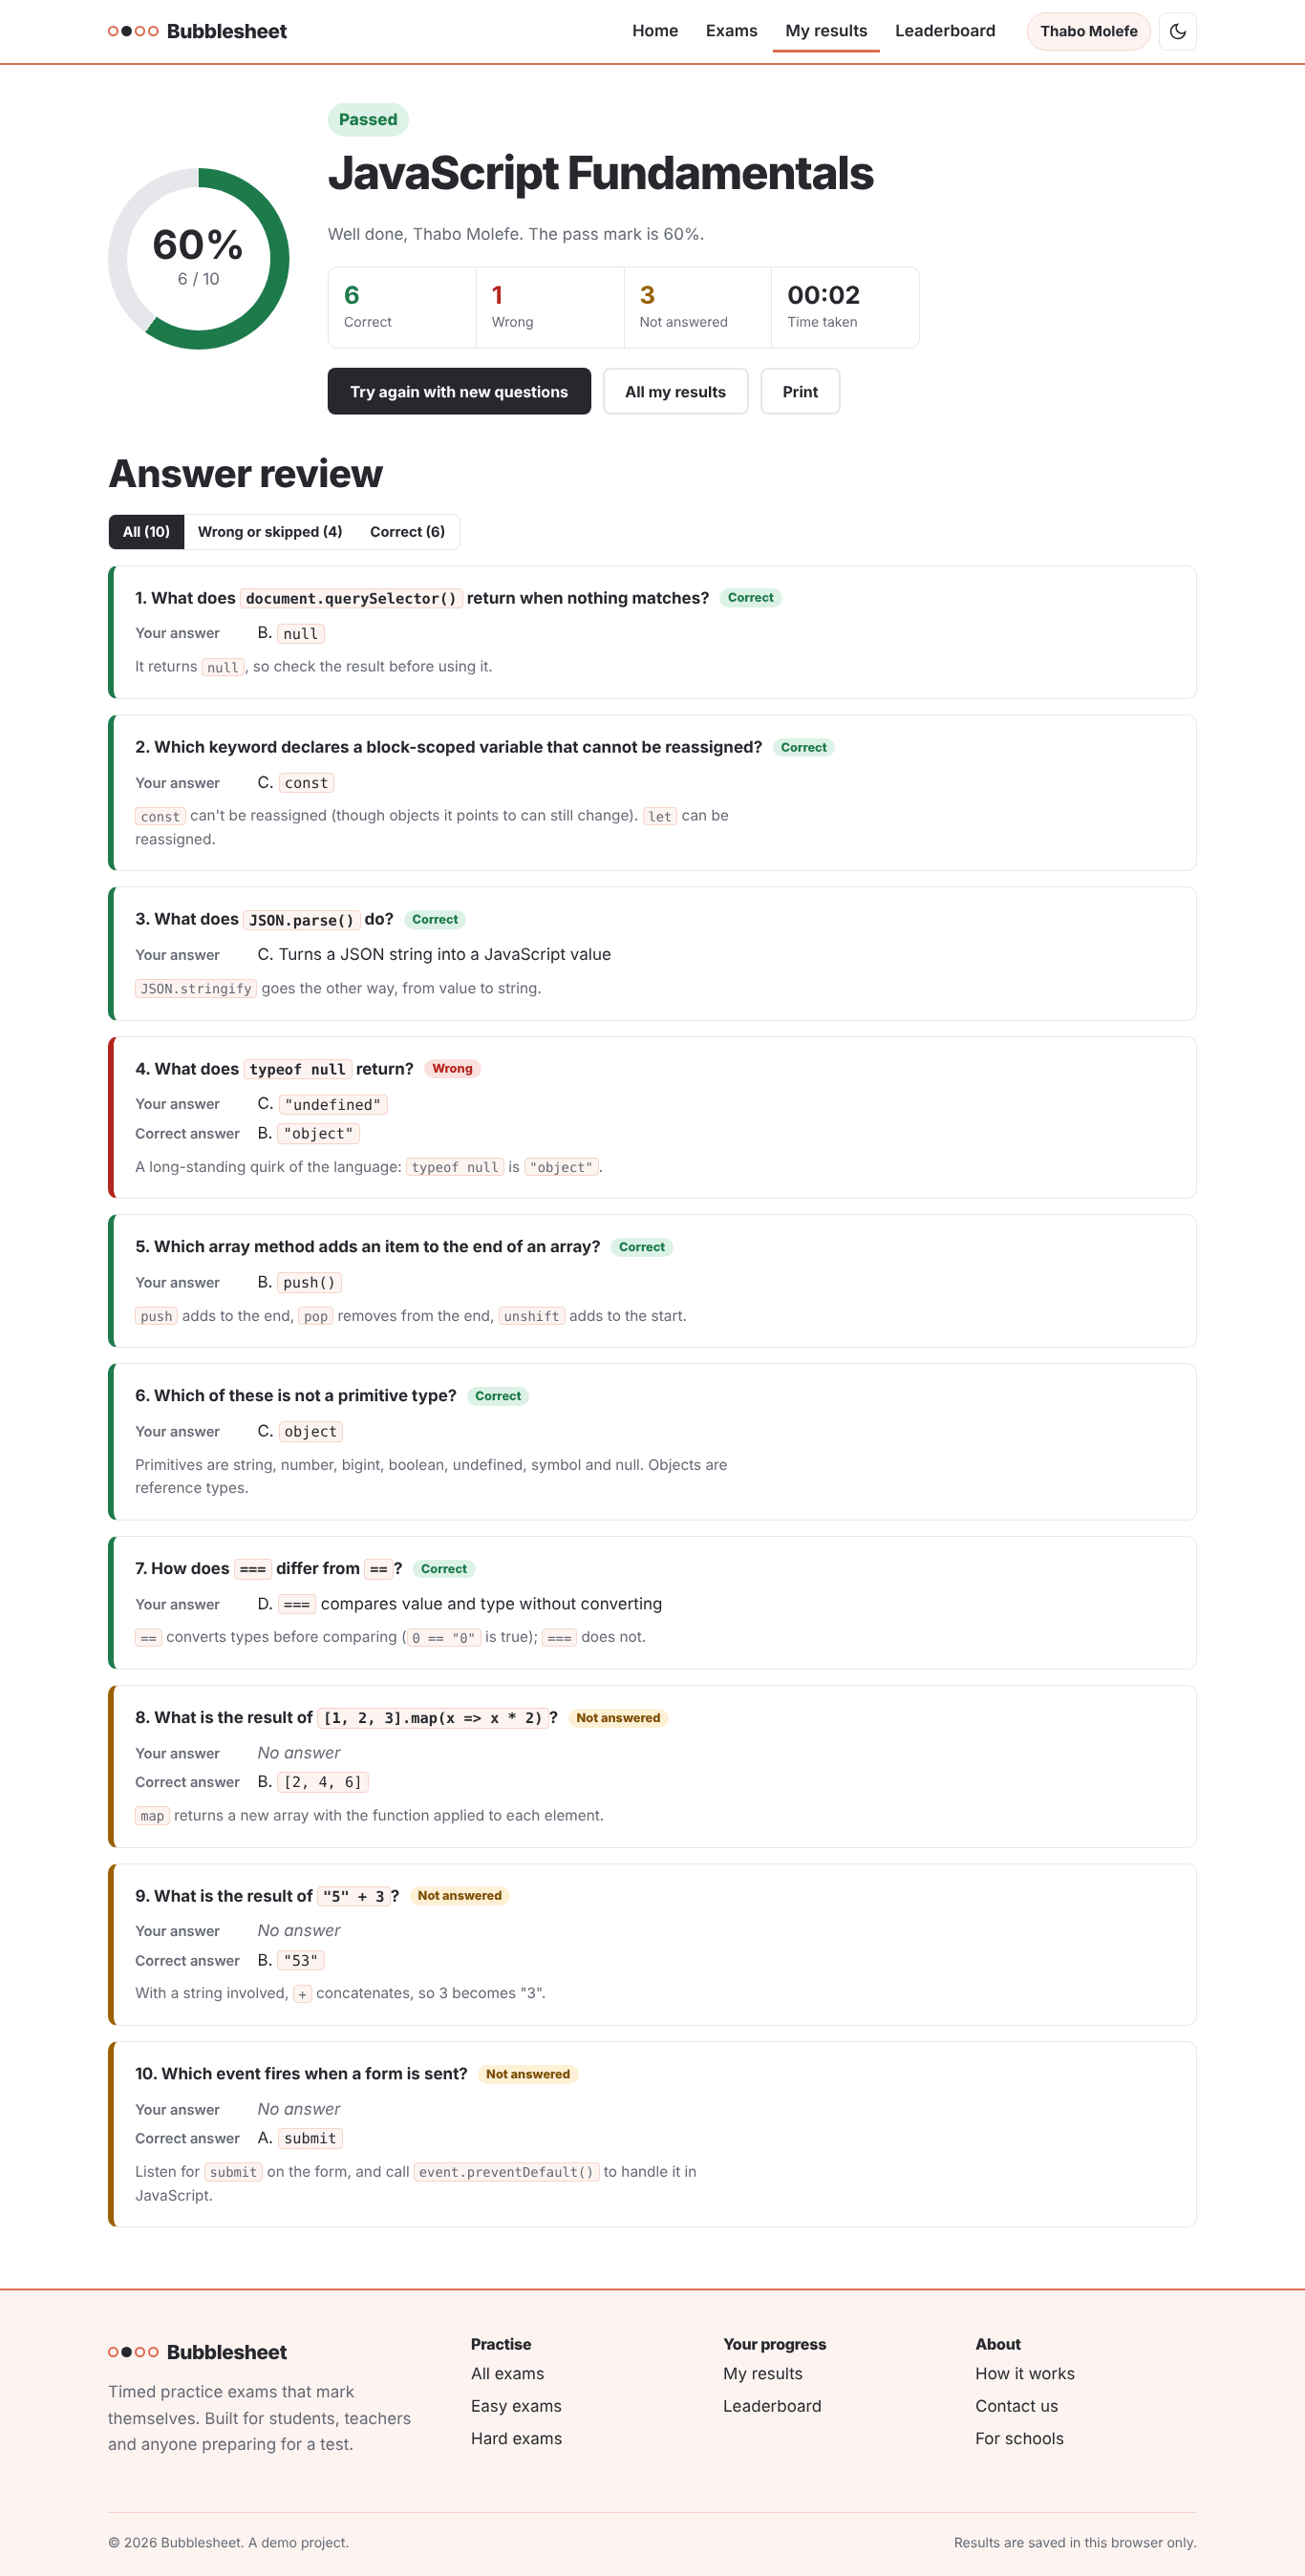 Bubblesheet
Home Exams My results Leaderboard Thabo Molefe
Passed
JavaScript Fundamentals
60%
6 / 10
Well done, Thabo Molefe. The pass mark is 60%.
6 1 3 00:02
Correct Wrong Not answered Time taken
Try again with new questions All my results Print
Answer review
All (10) Wrong or skipped (4) Correct (6)
1. What does document.querySelector() return when nothing matches? Correct
Your answer B. null
It returns null, so check the result before using it.
2. Which keyword declares a block-scoped variable that cannot be reassigned? Correct
Your answer C. const
const can't be reassigned (though objects it points to can still change). let can be
reassigned.
3. What does JSON.parse() do? Correct
Your answer C. Turns a JSON string into a JavaScript value
JSON.stringify goes the other way, from value to string.
4. What does typeof null return? Wrong
Your answer C. "undefined"
Correct answer B. "object"
A long-standing quirk of the language: typeof null is "object".
5. Which array method adds an item to the end of an array? Correct
Your answer B. push()
push adds to the end, pop removes from the end, unshift adds to the start.
6. Which of these is not a primitive type? Correct
Your answer C. object
Primitives are string, number, bigint, boolean, undefined, symbol and null. Objects are
reference types.
7. How does === differ from ==? Correct
Your answer D. === compares value and type without converting
== converts types before comparing (0 == "0" is true); === does not.
8. What is the result of [1, 2, 3].map(x => x * 2)? Not answered
Your answer No answer
Correct answer B. [2, 4, 6]
map returns a new array with the function applied to each element.
9. What is the result of "5" + 3? Not answered
Your answer No answer
Correct answer B. "53"
With a string involved, + concatenates, so 3 becomes "3".
10. Which event fires when a form is sent? Not answered
Your answer No answer
Correct answer A. submit
Listen for submit on the form, and call event.preventDefault() to handle it in
JavaScript.
Bubblesheet
Timed practice exams that mark
themselves. Built for students, teachers
and anyone preparing for a test.
Practise
All exams
Easy exams
Hard exams
Your progress
My results
Leaderboard
About
How it works
Contact us
For schools
© 2026 Bubblesheet. A demo project.
Results are saved in this browser only.